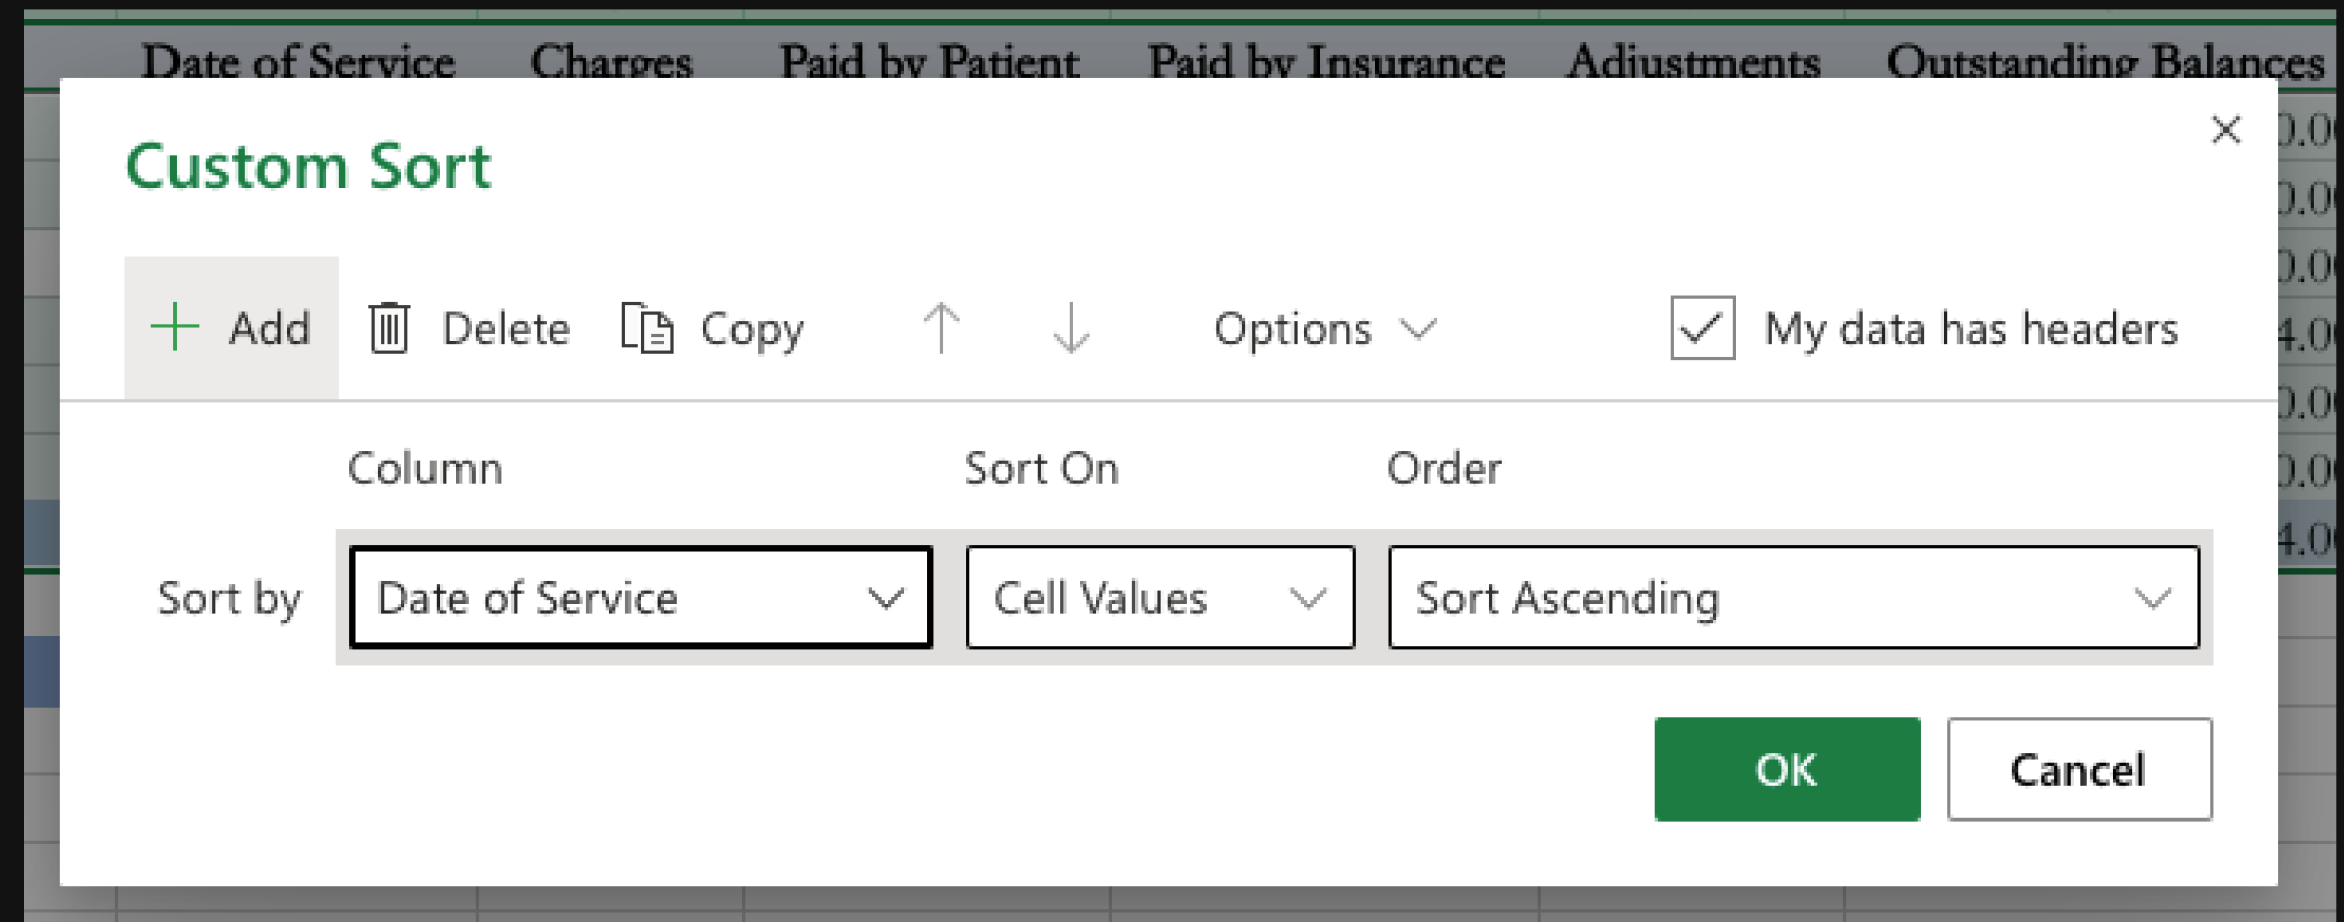 Date of Service Charges Paid by Patient Paid by Insurance Adjustments Outstanding Balances
Custom Sort
Add Delete Copy Options My data has headers
Column Sort On Order
Sort by Date of Service Cell Values Sort Ascending
OK Cancel